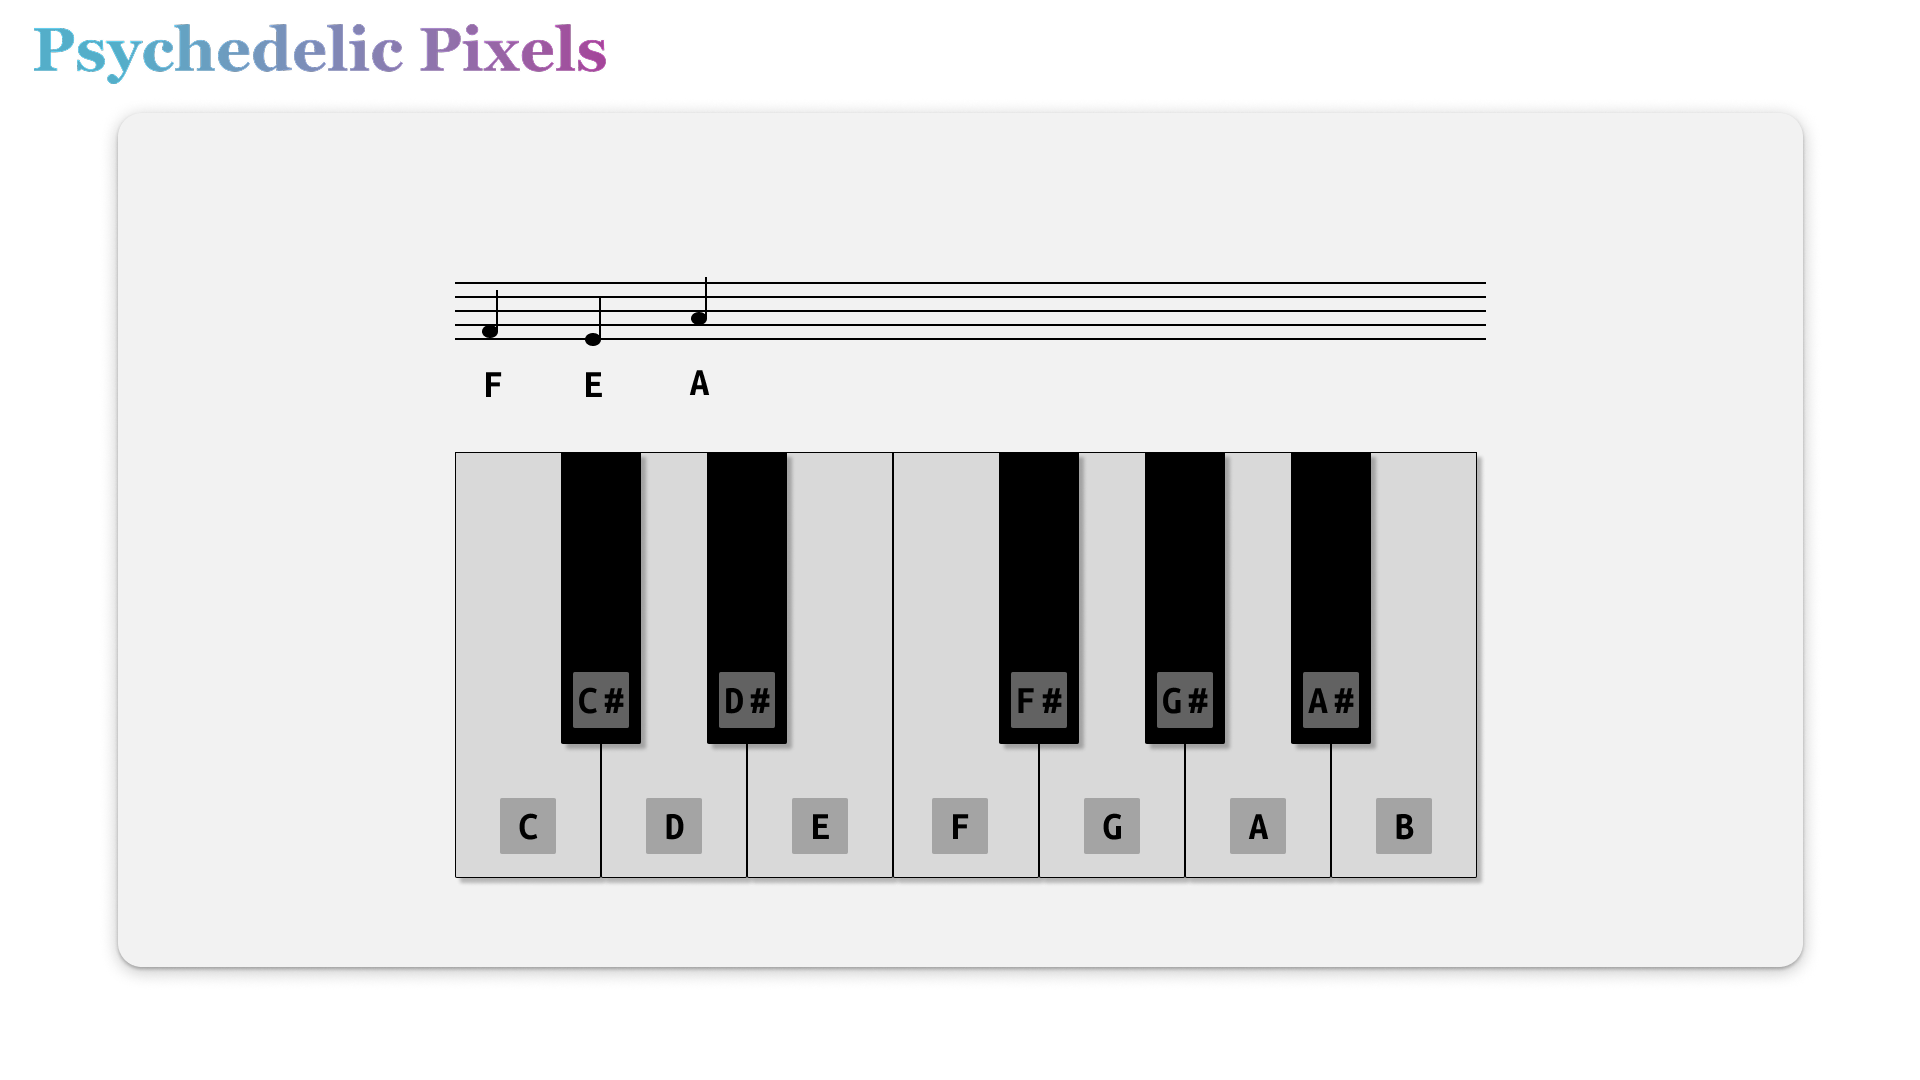 Psychedelic Pixels
F E A
C# D# F# G# A#
C D E F G A B